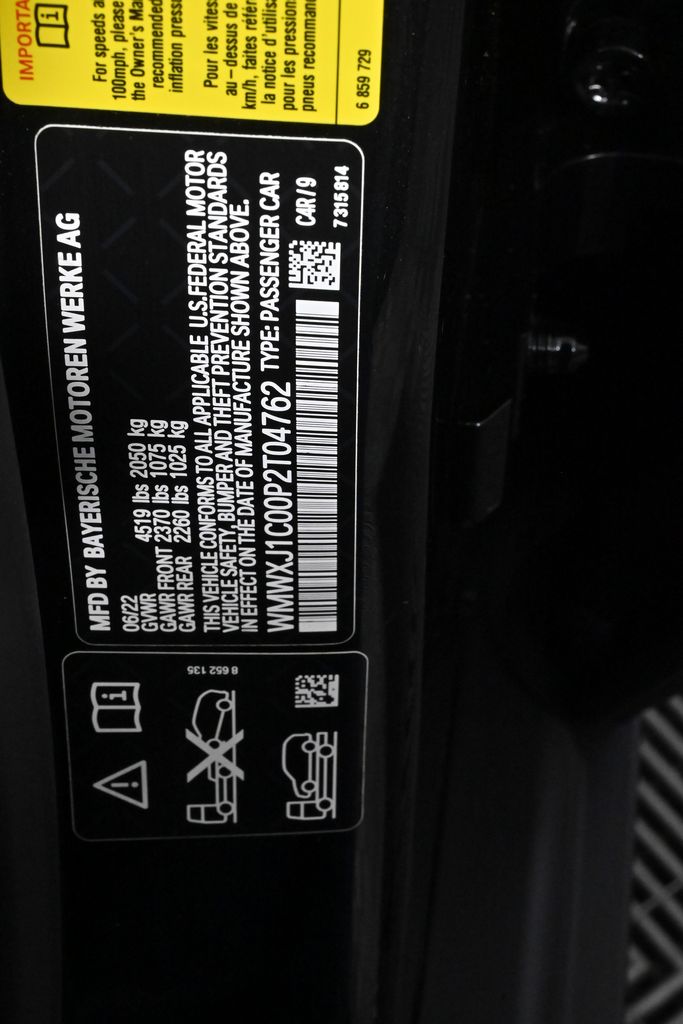 IMPORTA
For speeds a
100mph, please
the Owner's Ma
recommended
inflation pressu
Pour les vites
au – dessus de
km/h, faites référ
la notice d'utilisa
pour les pression
pneus recomman
6 859 729
MFD BY BAYERISCHE MOTOREN WERKE AG
06/22
GVWR 4519 lbs 2050 kg
GAWR FRONT 2370 lbs 1075 kg
GAWR REAR 2260 lbs 1025 kg
THIS VEHICLE CONFORMS TO ALL APPLICABLE U.S.FEDERAL MOTOR
VEHICLE SAFETY, BUMPER AND THEFT PREVENTION STANDARDS
IN EFFECT ON THE DATE OF MANUFACTURE SHOWN ABOVE.
WMWXJ1C00P2T04762 TYPE: PASSENGER CAR
C4R/9
7315814
8 652 135